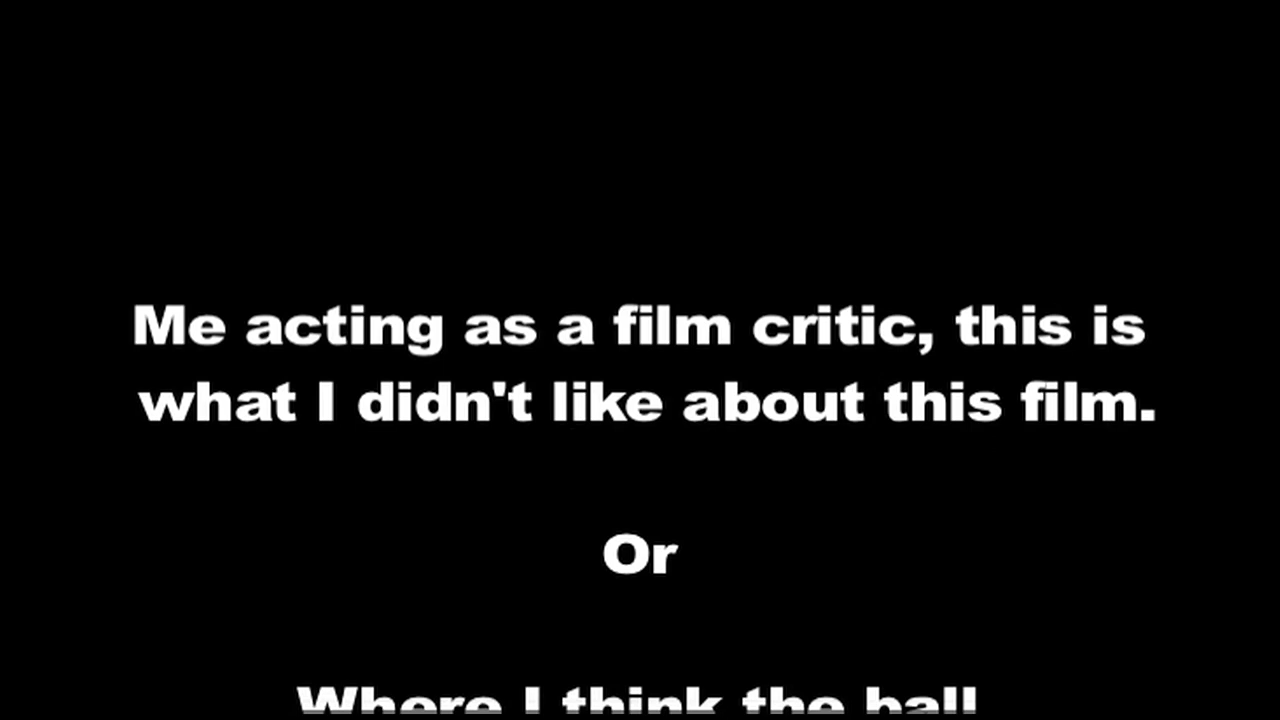 Me acting as a film critic, this is
what I didn't like about this film.
Or
Where I think the ball